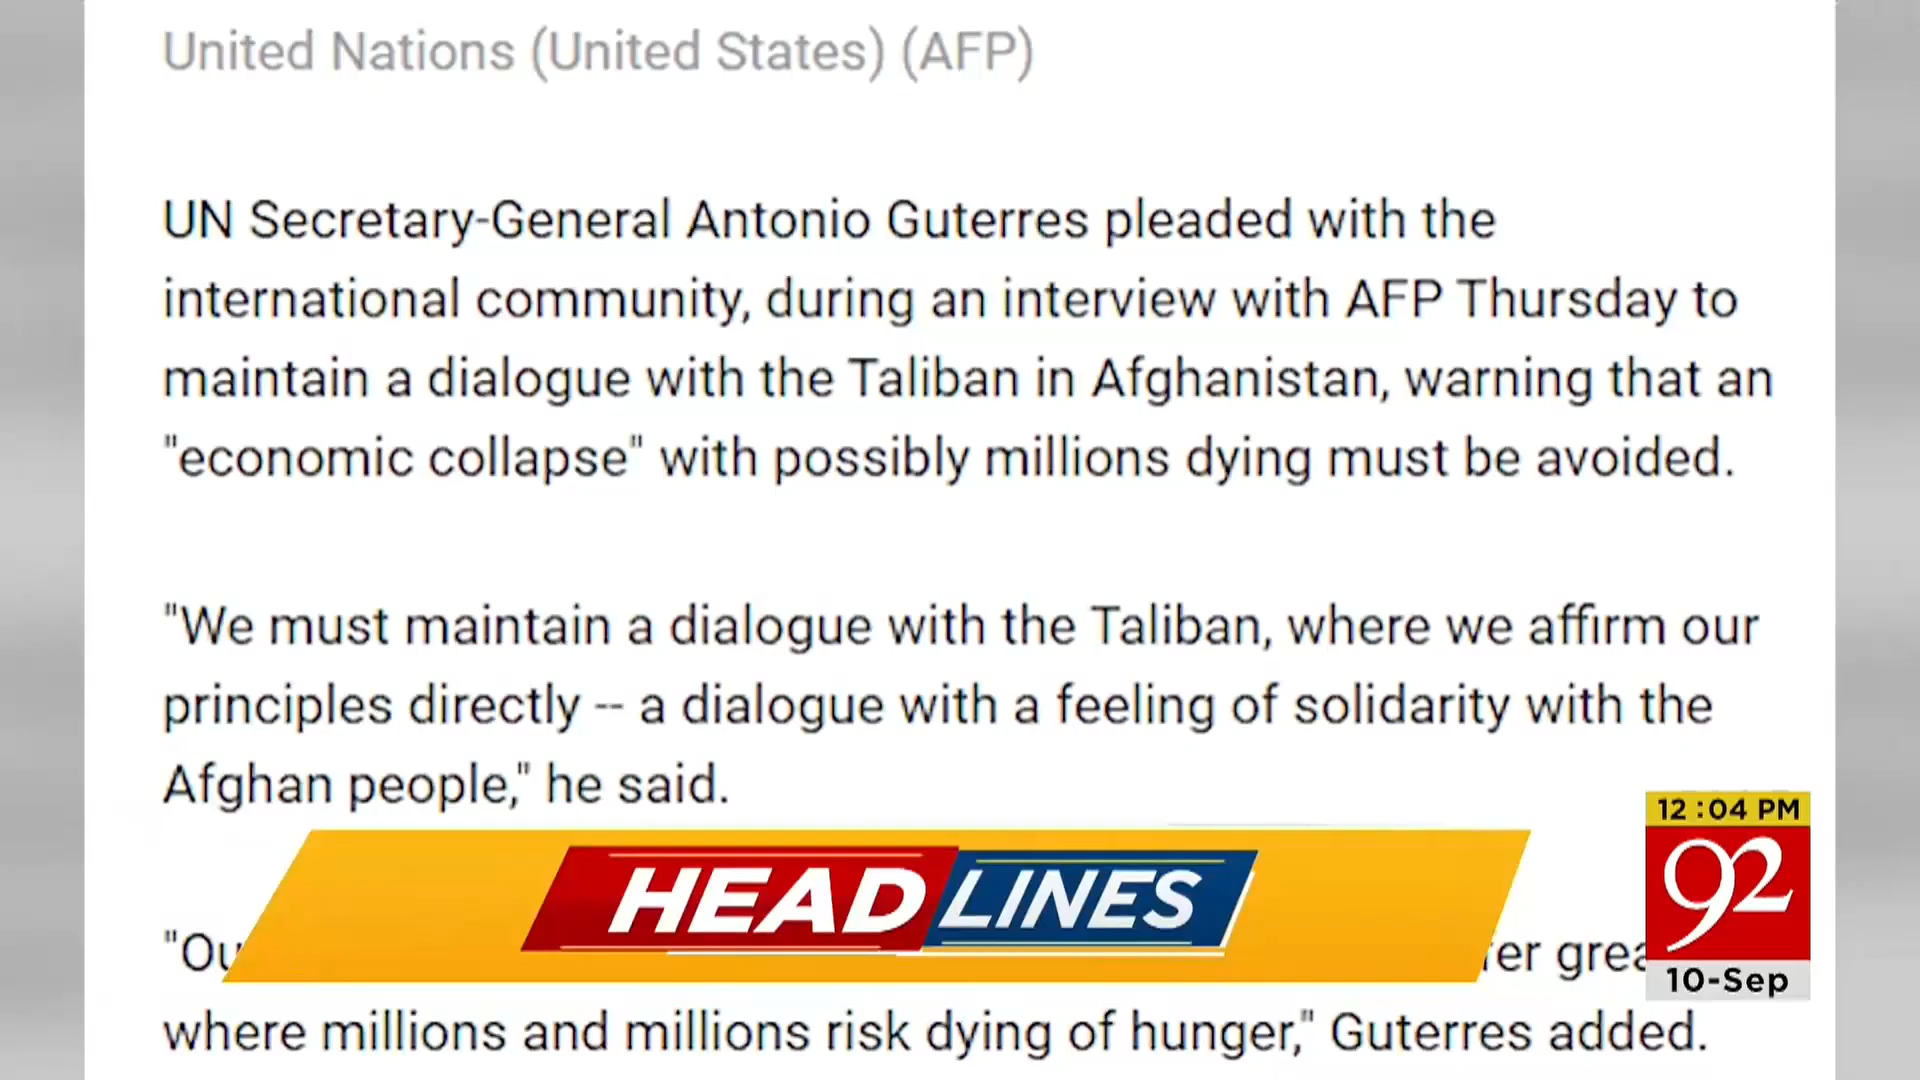 United Nations (United States) (AFP)
UN Secretary-General Antonio Guterres pleaded with the
international community, during an interview with AFP Thursday to
maintain a dialogue with the Taliban in Afghanistan, warning that an
"economic collapse" with possibly millions dying must be avoided.
"We must maintain a dialogue with the Taliban, where we affirm our
principles directly -- a dialogue with a feeling of solidarity with the
Afghan people," he said.
HEADLINES
12:04 PM
92
10-Sep
where millions and millions risk dying of hunger," Guterres added.